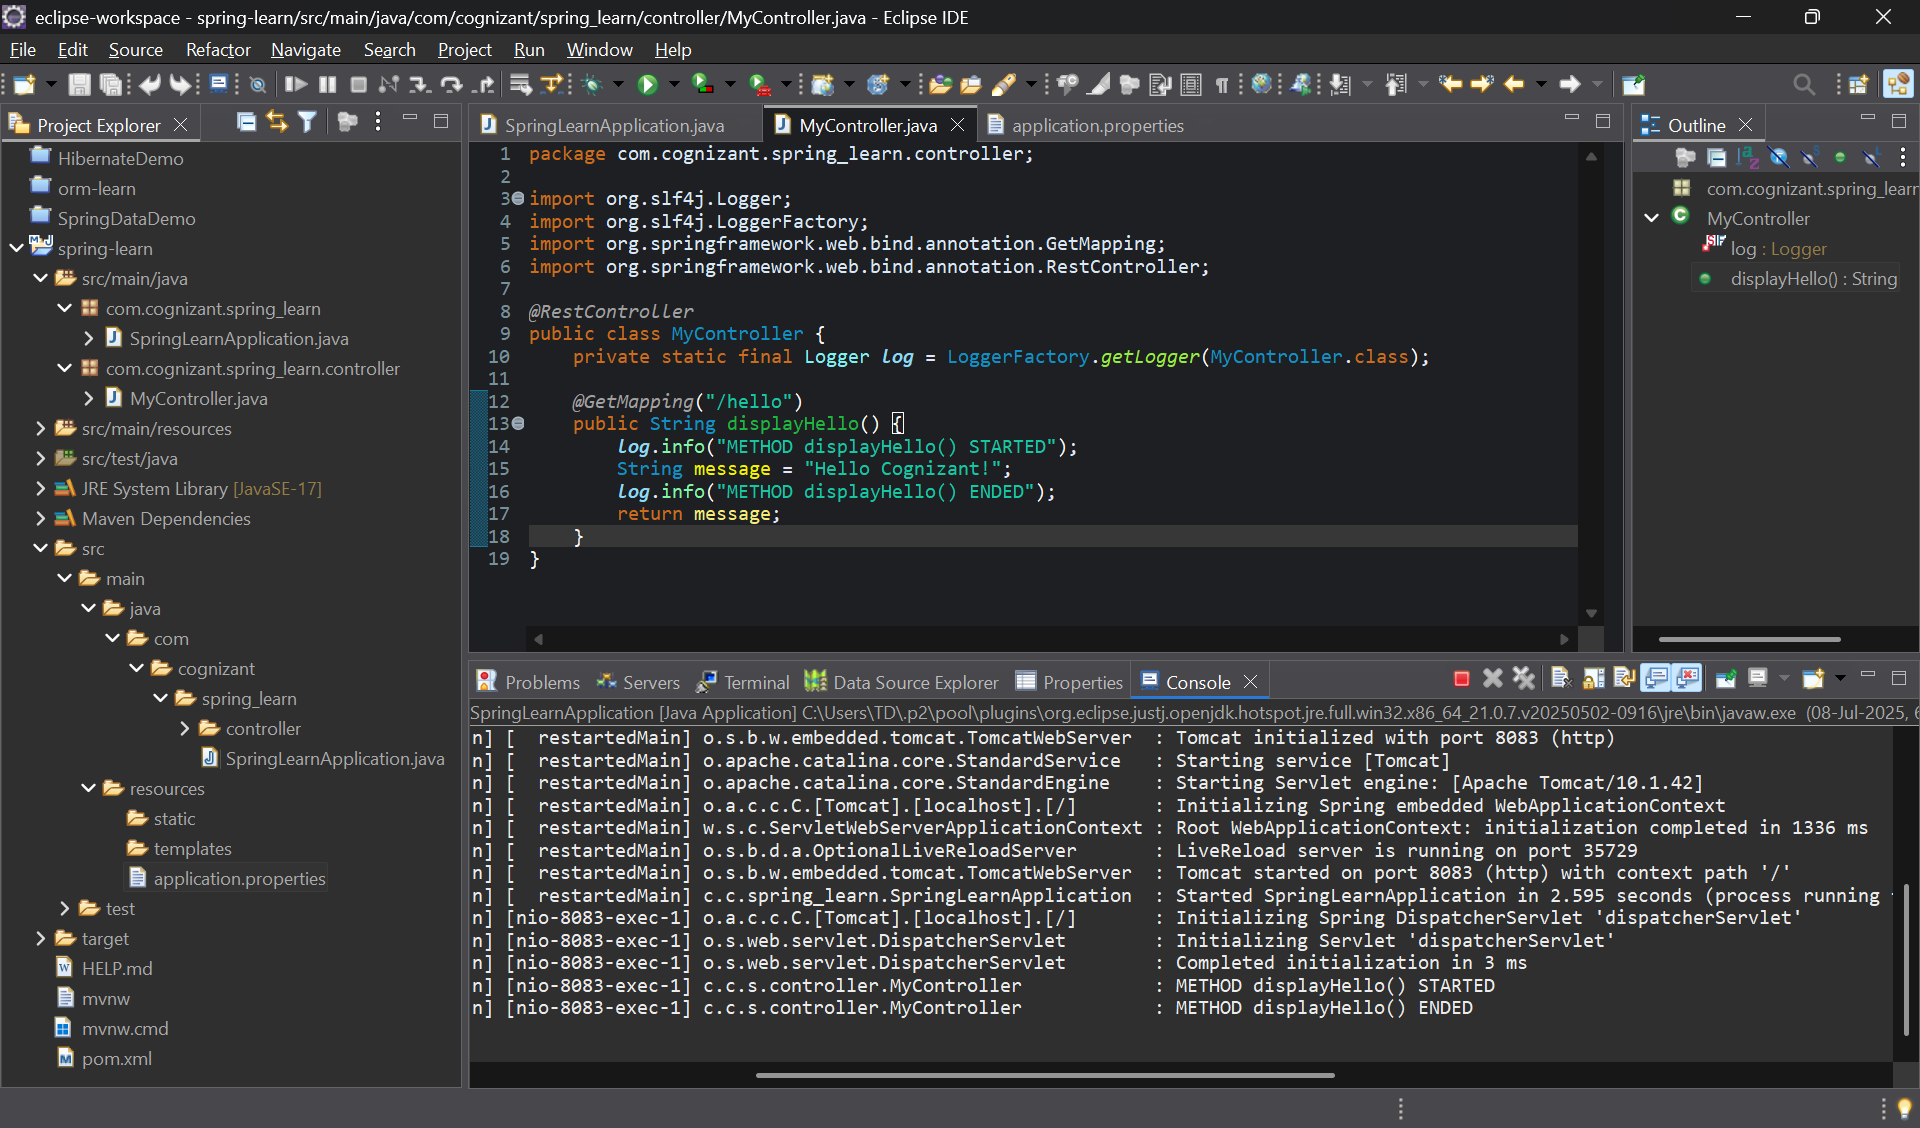 eclipse-workspace - spring-learn/src/main/java/com/cognizant/spring_learn/controller/MyController.java - Eclipse IDE
File Edit Source Refactor Navigate Search Project Run Window Help
Project Explorer
HibernateDemo
orm-learn
SpringDataDemo
spring-learn
src/main/java
com.cognizant.spring_learn
SpringLearnApplication.java
com.cognizant.spring_learn.controller
MyController.java
src/main/resources
src/test/java
JRE System Library [JavaSE-17]
Maven Dependencies
src
main
java
com
cognizant
spring_learn
controller
SpringLearnApplication.java
resources
static
templates
application.properties
test
target
HELP.md
mvnw
mvnw.cmd
pom.xml
SpringLearnApplication.java MyController.java application.properties
1 package com.cognizant.spring_learn.controller;
2
3 import org.slf4j.Logger;
4 import org.slf4j.LoggerFactory;
5 import org.springframework.web.bind.annotation.GetMapping;
6 import org.springframework.web.bind.annotation.RestController;
7
8 @RestController
9 public class MyController {
10 private static final Logger log = LoggerFactory.getLogger(MyController.class);
11
12 @GetMapping("/hello")
13 public String displayHello() {
14 log.info("METHOD displayHello() STARTED");
15 String message = "Hello Cognizant!";
16 log.info("METHOD displayHello() ENDED");
17 return message;
18 }
19 }
Outline
com.cognizant.spring_learn
MyController
log : Logger
displayHello() : String
Problems Servers Terminal Data Source Explorer Properties Console
SpringLearnApplication [Java Application] C:\Users\TD\.p2\pool\plugins\org.eclipse.justj.openjdk.hotspot.jre.full.win32.x86_64_21.0.7.v20250502-0916\jre\bin\javaw.exe (08-Jul-2025, 6
n] [ restartedMain] o.s.b.w.embedded.tomcat.TomcatWebServer : Tomcat initialized with port 8083 (http)
n] [ restartedMain] o.apache.catalina.core.StandardService : Starting service [Tomcat]
n] [ restartedMain] o.apache.catalina.core.StandardEngine : Starting Servlet engine: [Apache Tomcat/10.1.42]
n] [ restartedMain] o.a.c.c.C.[Tomcat].[localhost].[/] : Initializing Spring embedded WebApplicationContext
n] [ restartedMain] w.s.c.ServletWebServerApplicationContext : Root WebApplicationContext: initialization completed in 1336 ms
n] [ restartedMain] o.s.b.d.a.OptionalLiveReloadServer : LiveReload server is running on port 35729
n] [ restartedMain] o.s.b.w.embedded.tomcat.TomcatWebServer : Tomcat started on port 8083 (http) with context path '/'
n] [ restartedMain] c.c.spring_learn.SpringLearnApplication : Started SpringLearnApplication in 2.595 seconds (process running
n] [nio-8083-exec-1] o.a.c.c.C.[Tomcat].[localhost].[/] : Initializing Spring DispatcherServlet 'dispatcherServlet'
n] [nio-8083-exec-1] o.s.web.servlet.DispatcherServlet : Initializing Servlet 'dispatcherServlet'
n] [nio-8083-exec-1] o.s.web.servlet.DispatcherServlet : Completed initialization in 3 ms
n] [nio-8083-exec-1] c.c.s.controller.MyController : METHOD displayHello() STARTED
n] [nio-8083-exec-1] c.c.s.controller.MyController : METHOD displayHello() ENDED